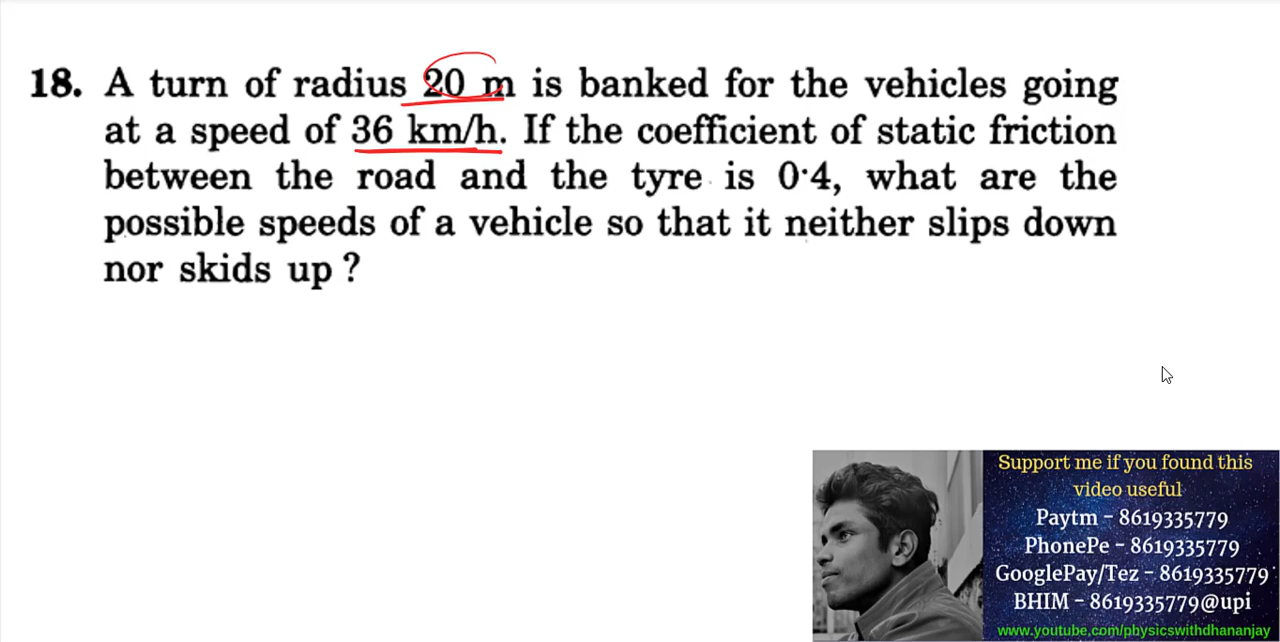 18. A turn of radius 20 m is banked for the vehicles going
at a speed of 36 km/h. If the coefficient of static friction
between the road and the tyre is 0·4, what are the
possible speeds of a vehicle so that it neither slips down
nor skids up ?
Support me if you found this
video useful
Paytm - 8619335779
PhonePe - 8619335779
GooglePay/Tez - 8619335779
BHIM - 8619335779@upi
www.youtube.com/physicswithdhananjay